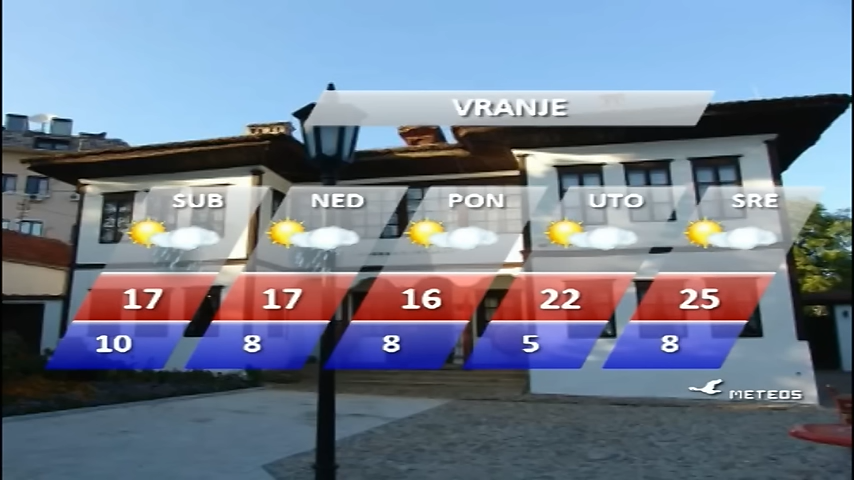 VRANJE
SUB NED PON UTO SRE
17 17 16 22 25
10 8 8 5 8
METEOS